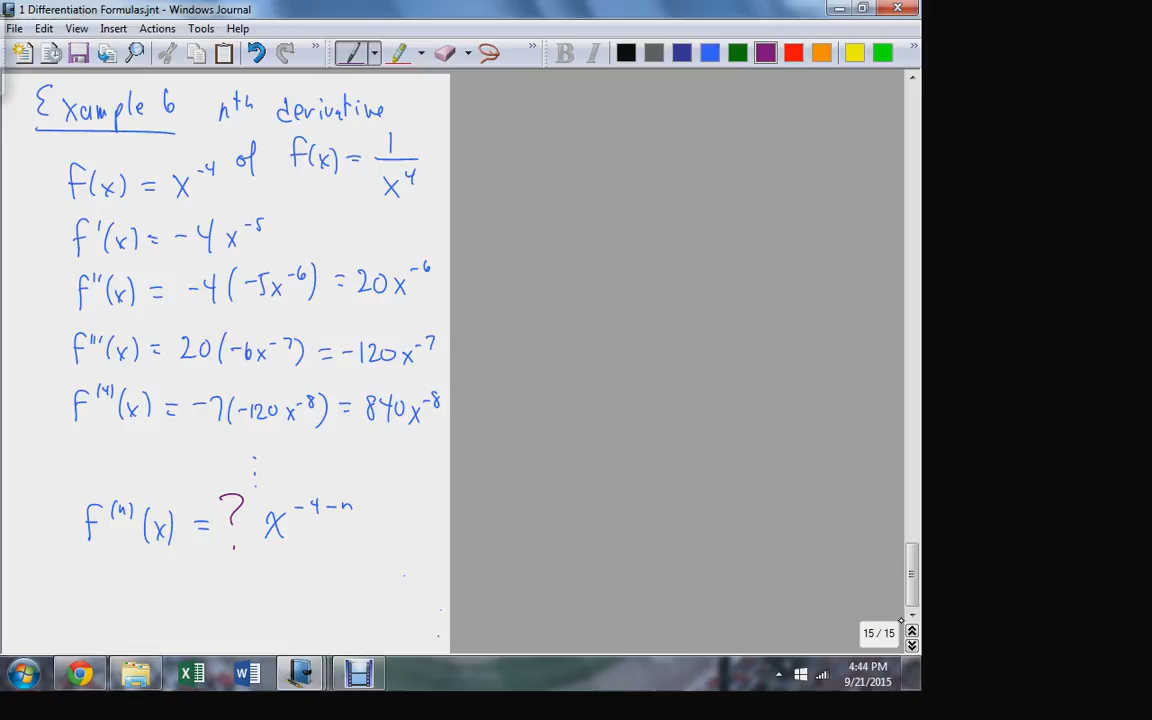 1 Differentiation Formulas.jnt - Windows Journal
File Edit View Insert Actions Tools Help
B I
Example 6 nth derivative
of f(x) = 1/x^4
f(x) = x^-4
f'(x) = -4x^-5
f''(x) = -4(-5x^-6) = 20x^-6
f'''(x) = 20(-6x^-7) = -120x^-7
f^(4)(x) = -7(-120x^-8) = 840x^-8
⋮
f^(n)(x) = ? x^-4-n
15 / 15
4:44 PM
9/21/2015